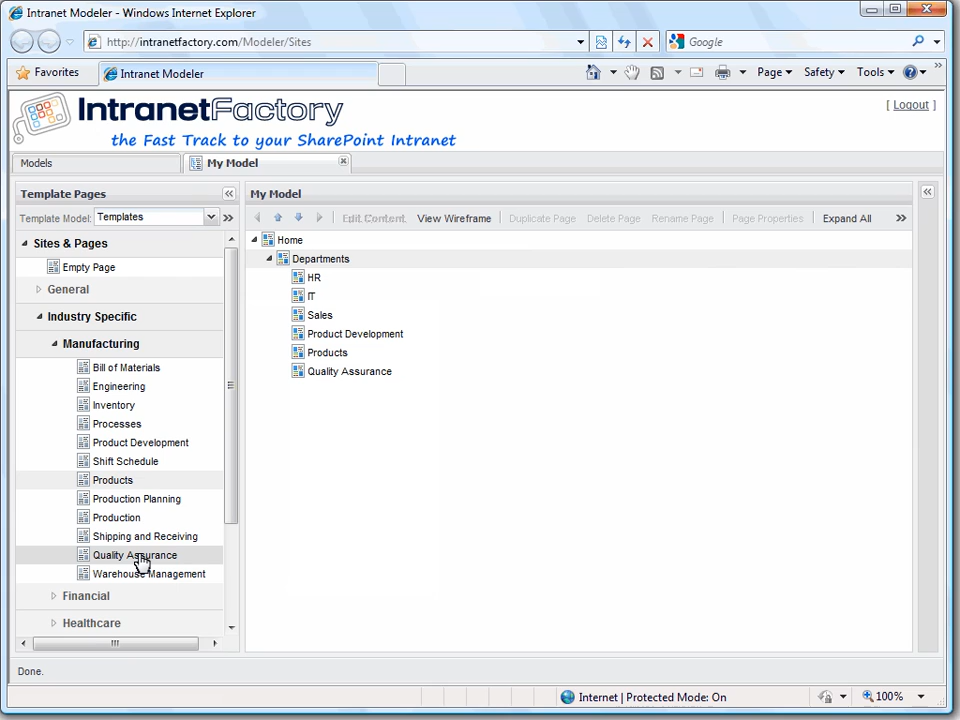 Intranet Modeler - Windows Internet Explorer
http://intranetfactory.com/Modeler/Sites
Google
Favorites
Intranet Modeler
Page
Safety
Tools
IntranetFactory
the Fast Track to your SharePoint Intranet
[ Logout ]
Models
My Model
Template Pages
Template Model: Templates
Sites & Pages
Empty Page
General
Industry Specific
Manufacturing
Bill of Materials
Engineering
Inventory
Processes
Product Development
Shift Schedule
Products
Production Planning
Production
Shipping and Receiving
Quality Assurance
Warehouse Management
Financial
Healthcare
My Model
Edit Content
View Wireframe
Duplicate Page
Delete Page
Rename Page
Page Properties
Expand All
Home
Departments
HR
IT
Sales
Product Development
Products
Quality Assurance
Done.
Internet | Protected Mode: On
100%